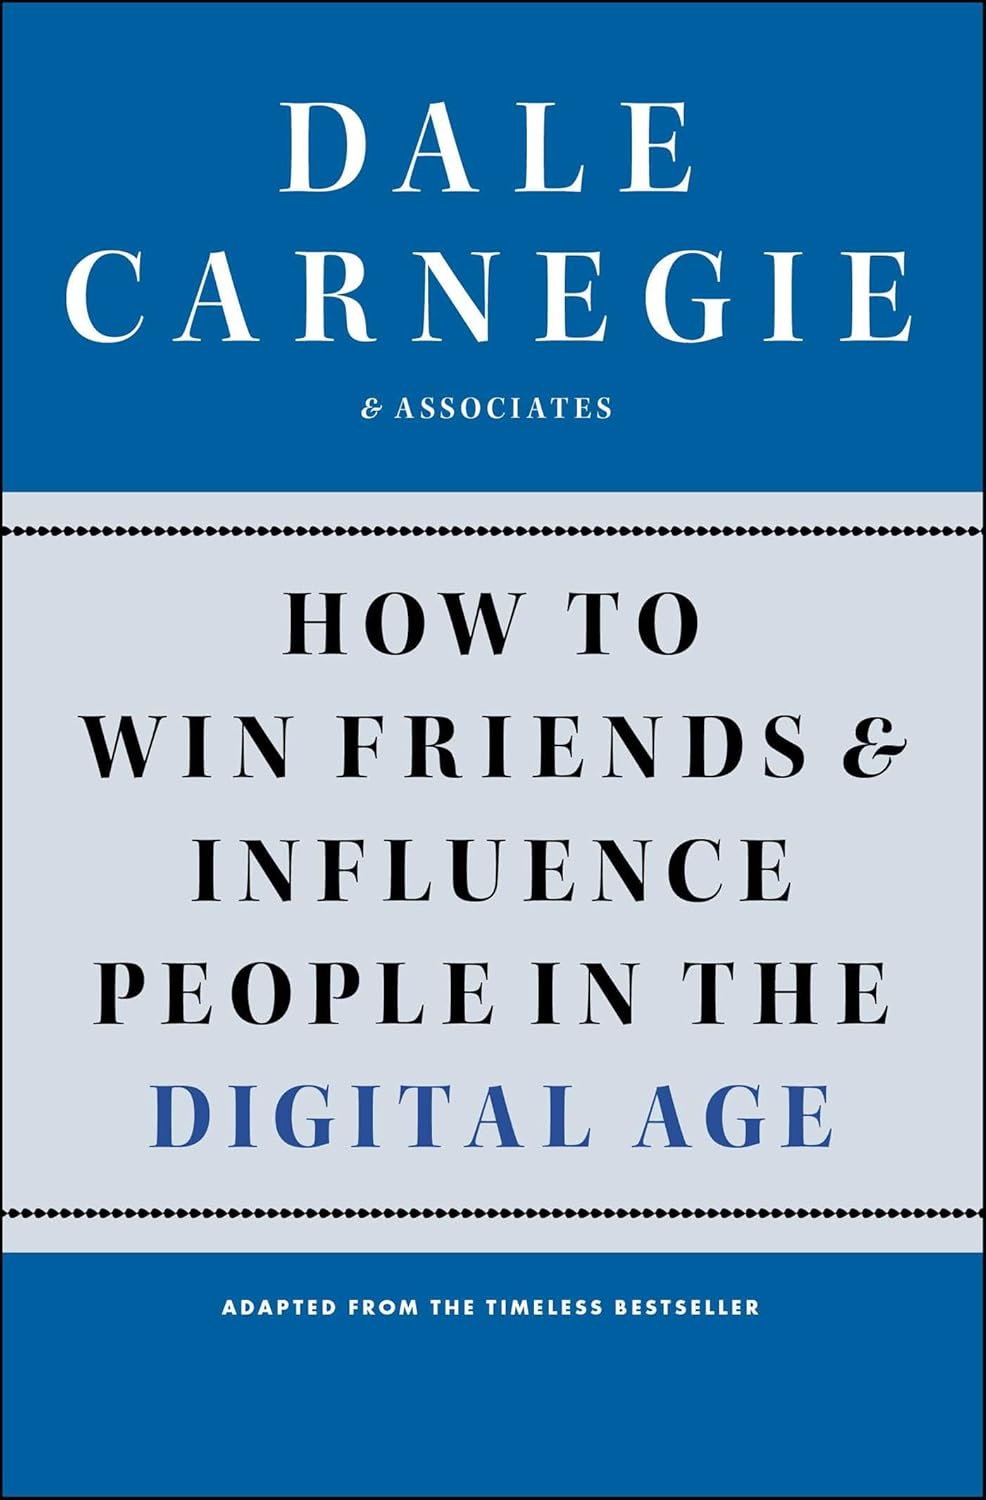 DALE
CARNEGIE
& ASSOCIATES
HOW TO
WIN FRIENDS &
INFLUENCE
PEOPLE IN THE
DIGITAL AGE
ADAPTED FROM THE TIMELESS BESTSELLER